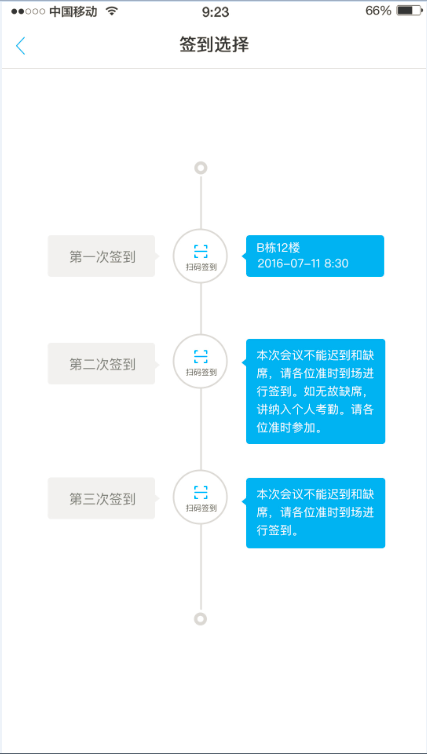 中国移动 9:23 66%
签到选择
第一次签到
扫码签到
B栋12楼
2016-07-11 8:30
第二次签到
扫码签到
本次会议不能迟到和缺
席，请各位准时到场进
行签到。如无故缺席，
讲纳入个人考勤。请各
位准时参加。
第三次签到
扫码签到
本次会议不能迟到和缺
席，请各位准时到场进
行签到。